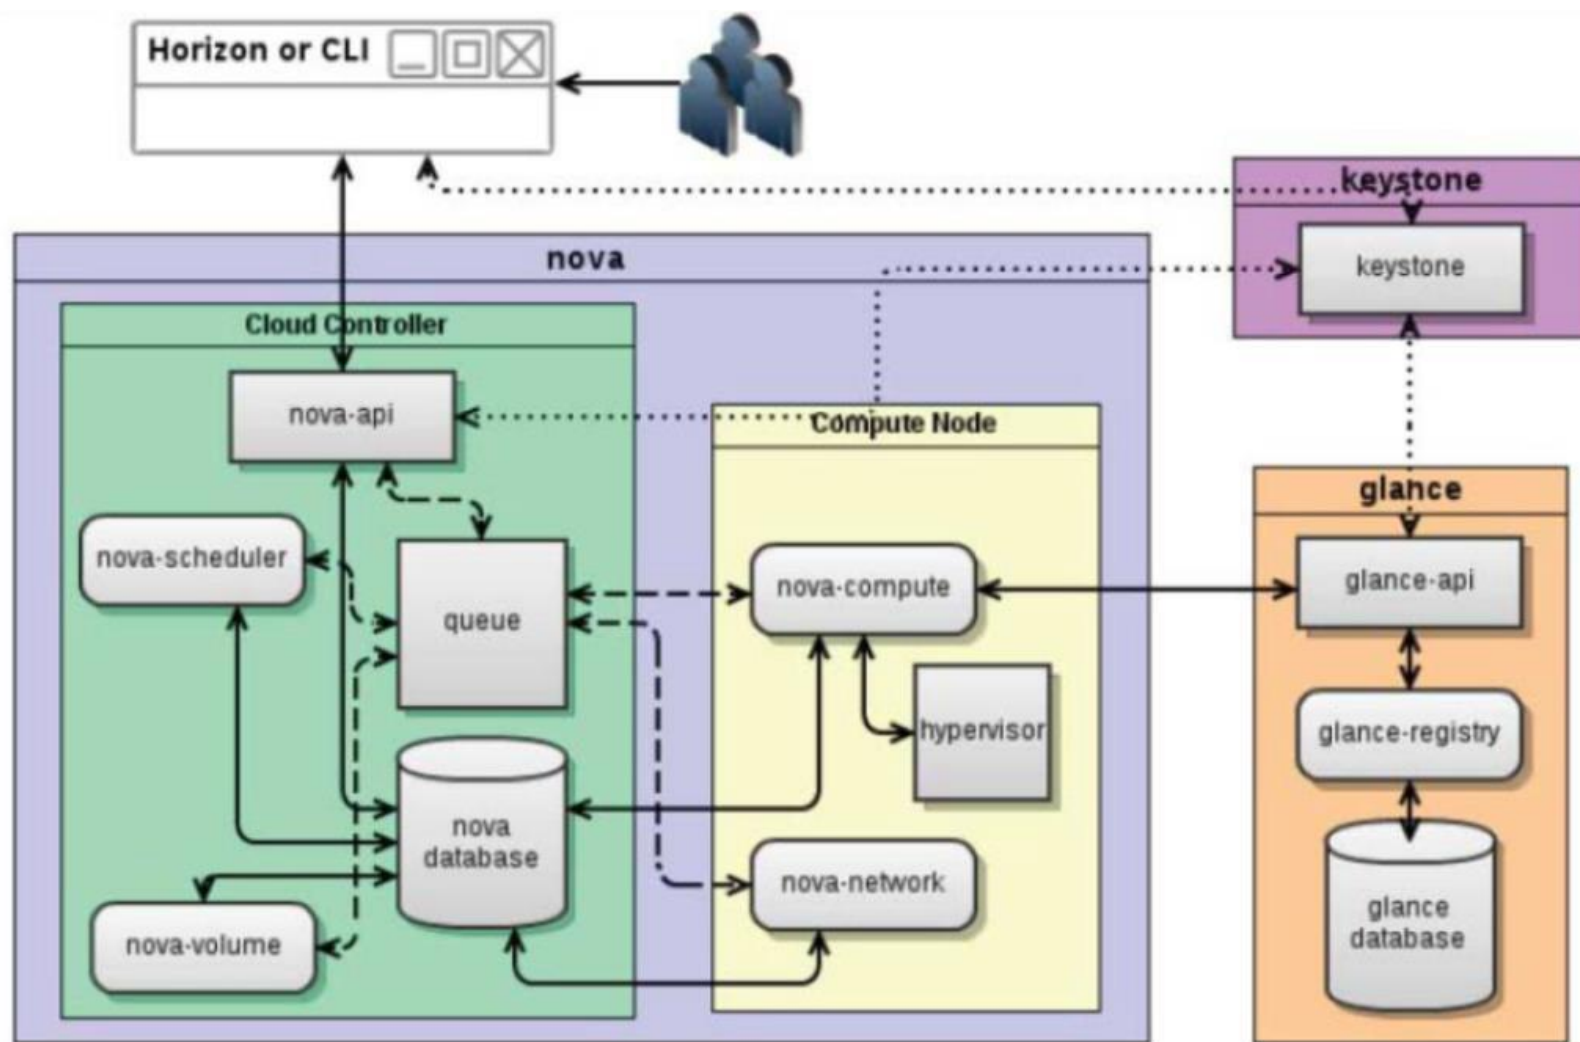 Horizon or CLI
keystone
keystone
nova
Cloud Controller
nova-api
Compute Node
glance
nova-scheduler
queue
nova-compute
glance-api
hypervisor
glance-registry
nova
database
nova-network
glance
database
nova-volume